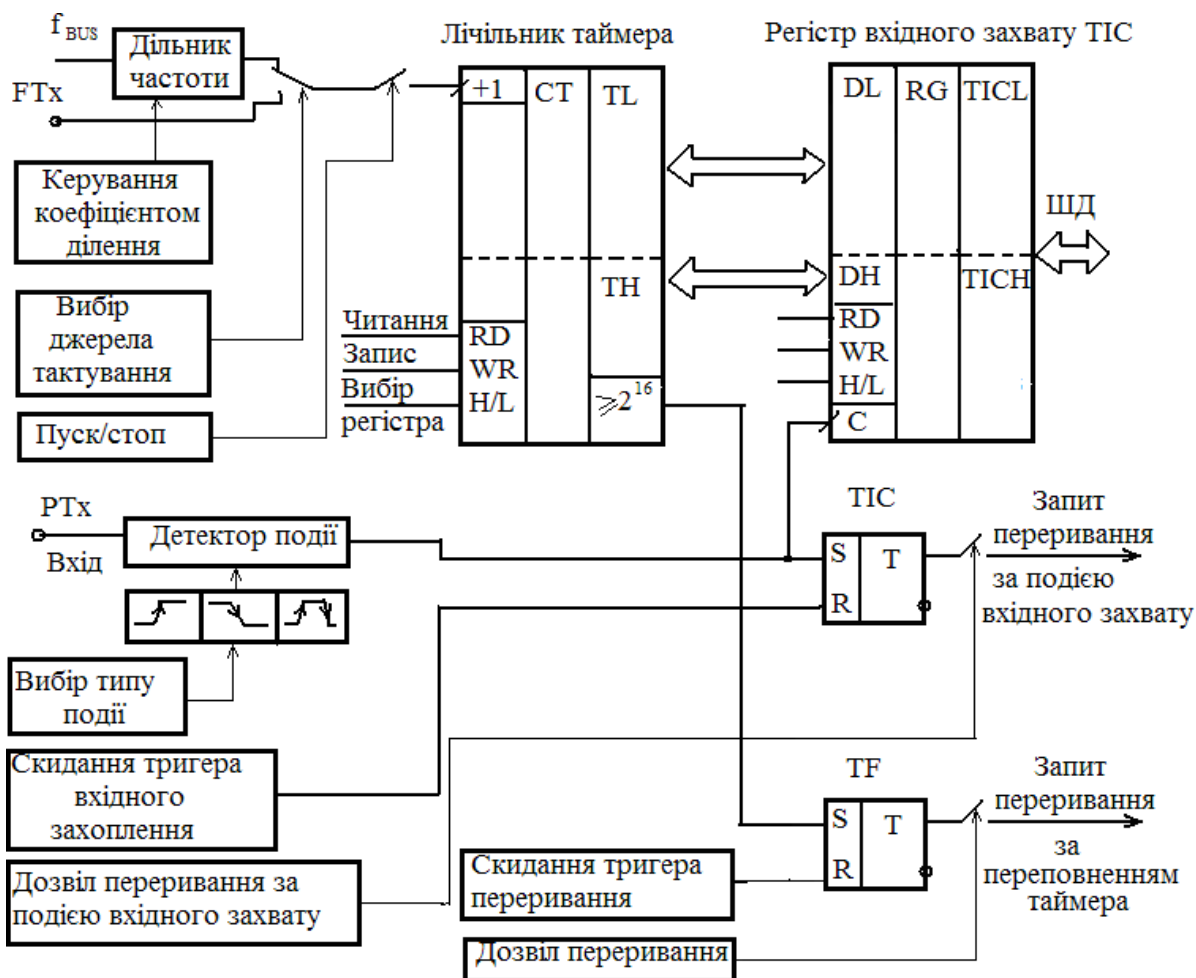 f BUS
Дільник
частоти
FTx
Керування
коефіцієнтом
ділення
Вибір
джерела
тактування
Пуск/стоп
Лічільник таймера
+1
CT
TL
TH
Читання
RD
Запис
WR
Вибір
регістра
H/L
⩾2^16
Регістр вхідного захвату TIC
DL
RG
TICL
DH
TICH
RD
WR
H/L
C
ШД
PTx
Вхід
Детектор події
Вибір типу
події
TIC
S
T
R
Запит
переривання
за подією
вхідного захвату
Скидання тригера
вхідного
захоплення
Дозвіл переривання за
подією вхідного захвату
TF
S
T
R
Запит
переривання
за
переповненням
таймера
Скидання тригера
переривання
Дозвіл переривання